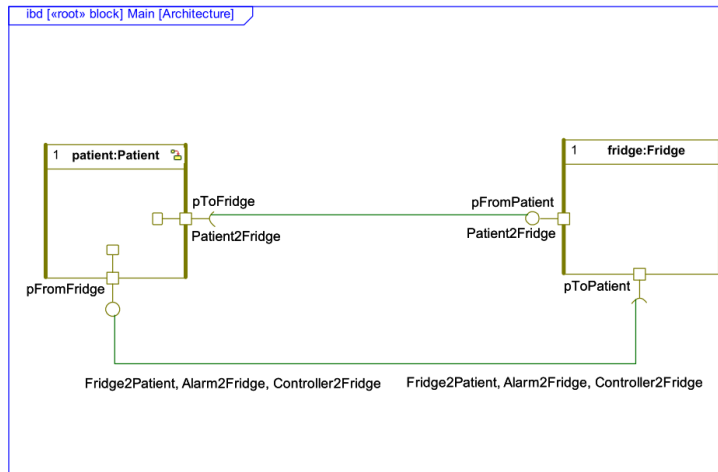 ibd [«root» block] Main [Architecture]
1 patient:Patient
1 fridge:Fridge
pToFridge
pFromPatient
Patient2Fridge
Patient2Fridge
pFromFridge
pToPatient
Fridge2Patient, Alarm2Fridge, Controller2Fridge
Fridge2Patient, Alarm2Fridge, Controller2Fridge